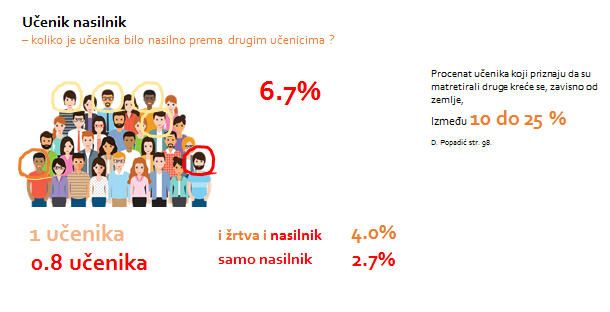 Učenik nasilnik
– koliko je učenika bilo nasilno prema drugim učenicima ?
6.7%
Procenat učenika koji priznaju da su
matretirali druge kreće se, zavisno od
zemlje,
Između 10 do 25 %
D. Popadić str. 98.
1 učenika
0.8 učenika
i žrtva i nasilnik 4.0%
samo nasilnik 2.7%